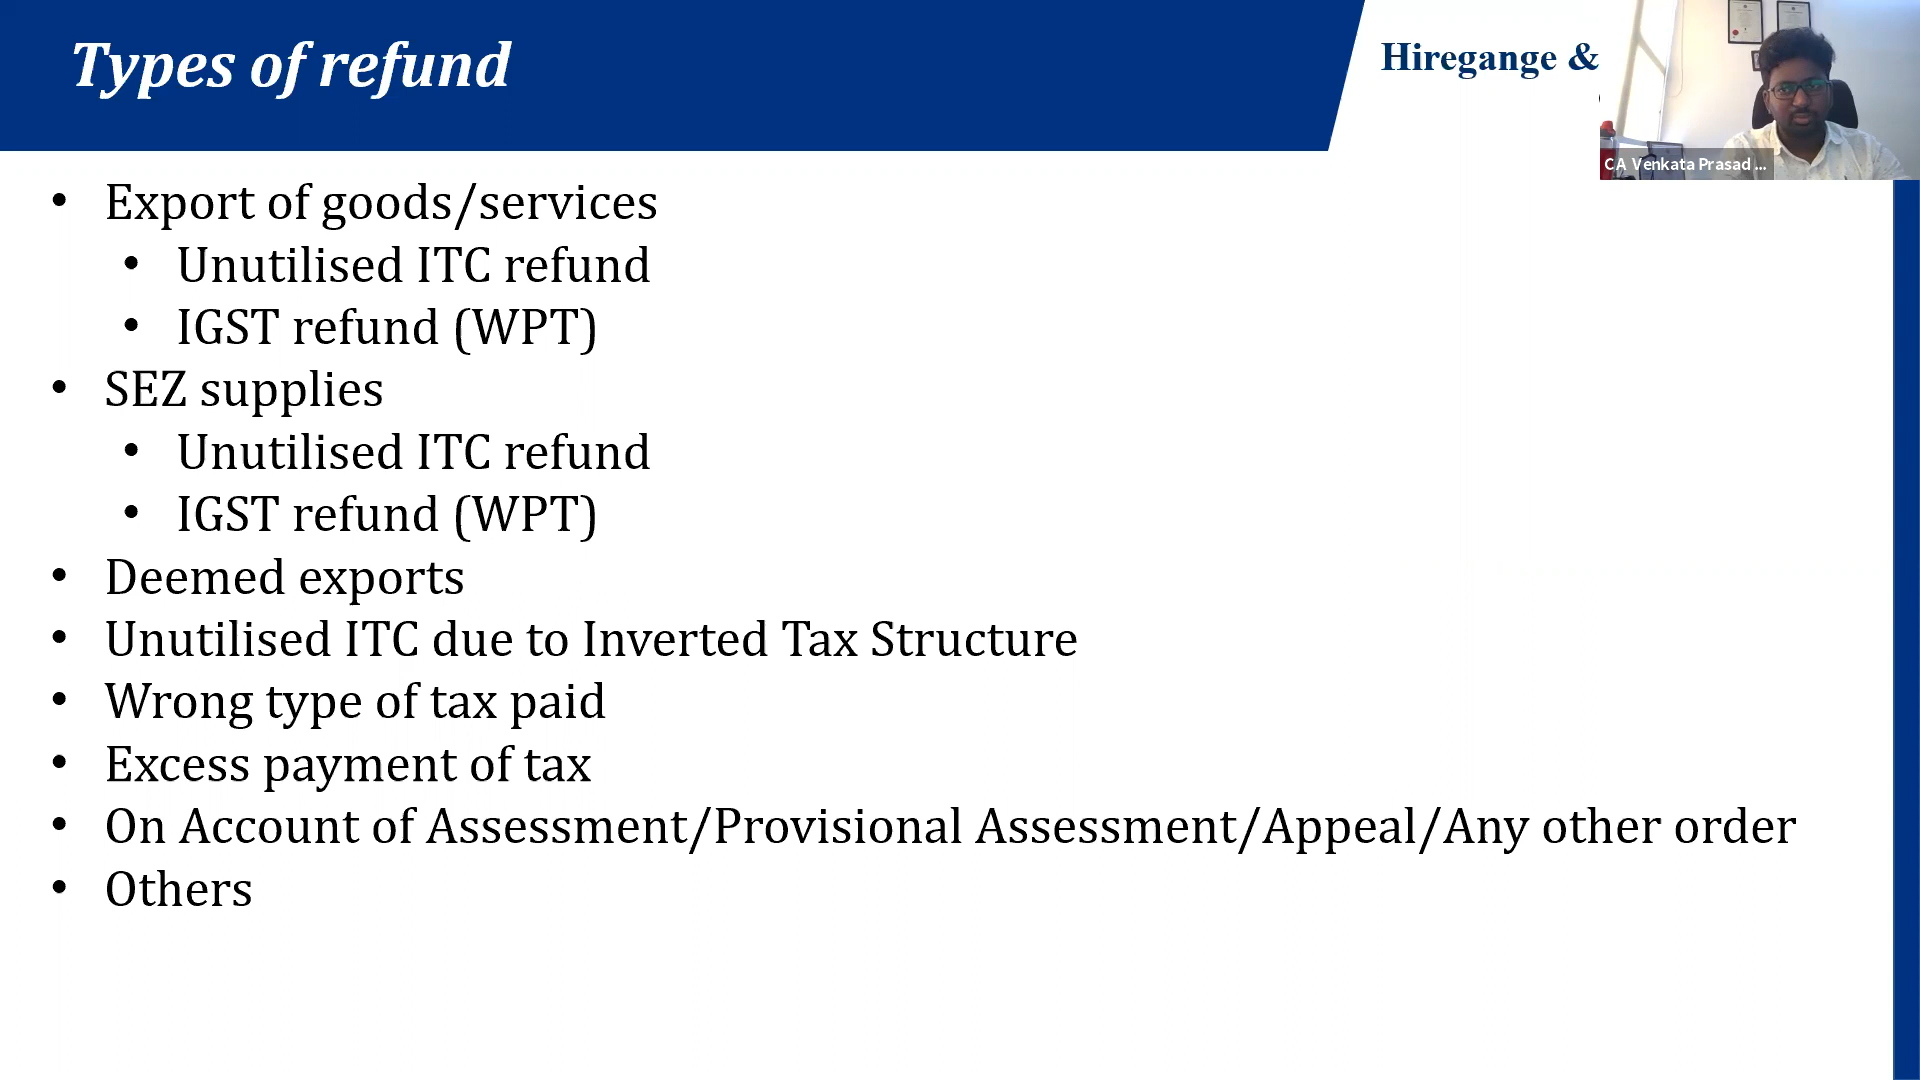 Types of refund
Hiregange &
CA Venkata Prasad ...
• Export of goods/services
• Unutilised ITC refund
• IGST refund (WPT)
• SEZ supplies
• Unutilised ITC refund
• IGST refund (WPT)
• Deemed exports
• Unutilised ITC due to Inverted Tax Structure
• Wrong type of tax paid
• Excess payment of tax
• On Account of Assessment/Provisional Assessment/Appeal/Any other order
• Others